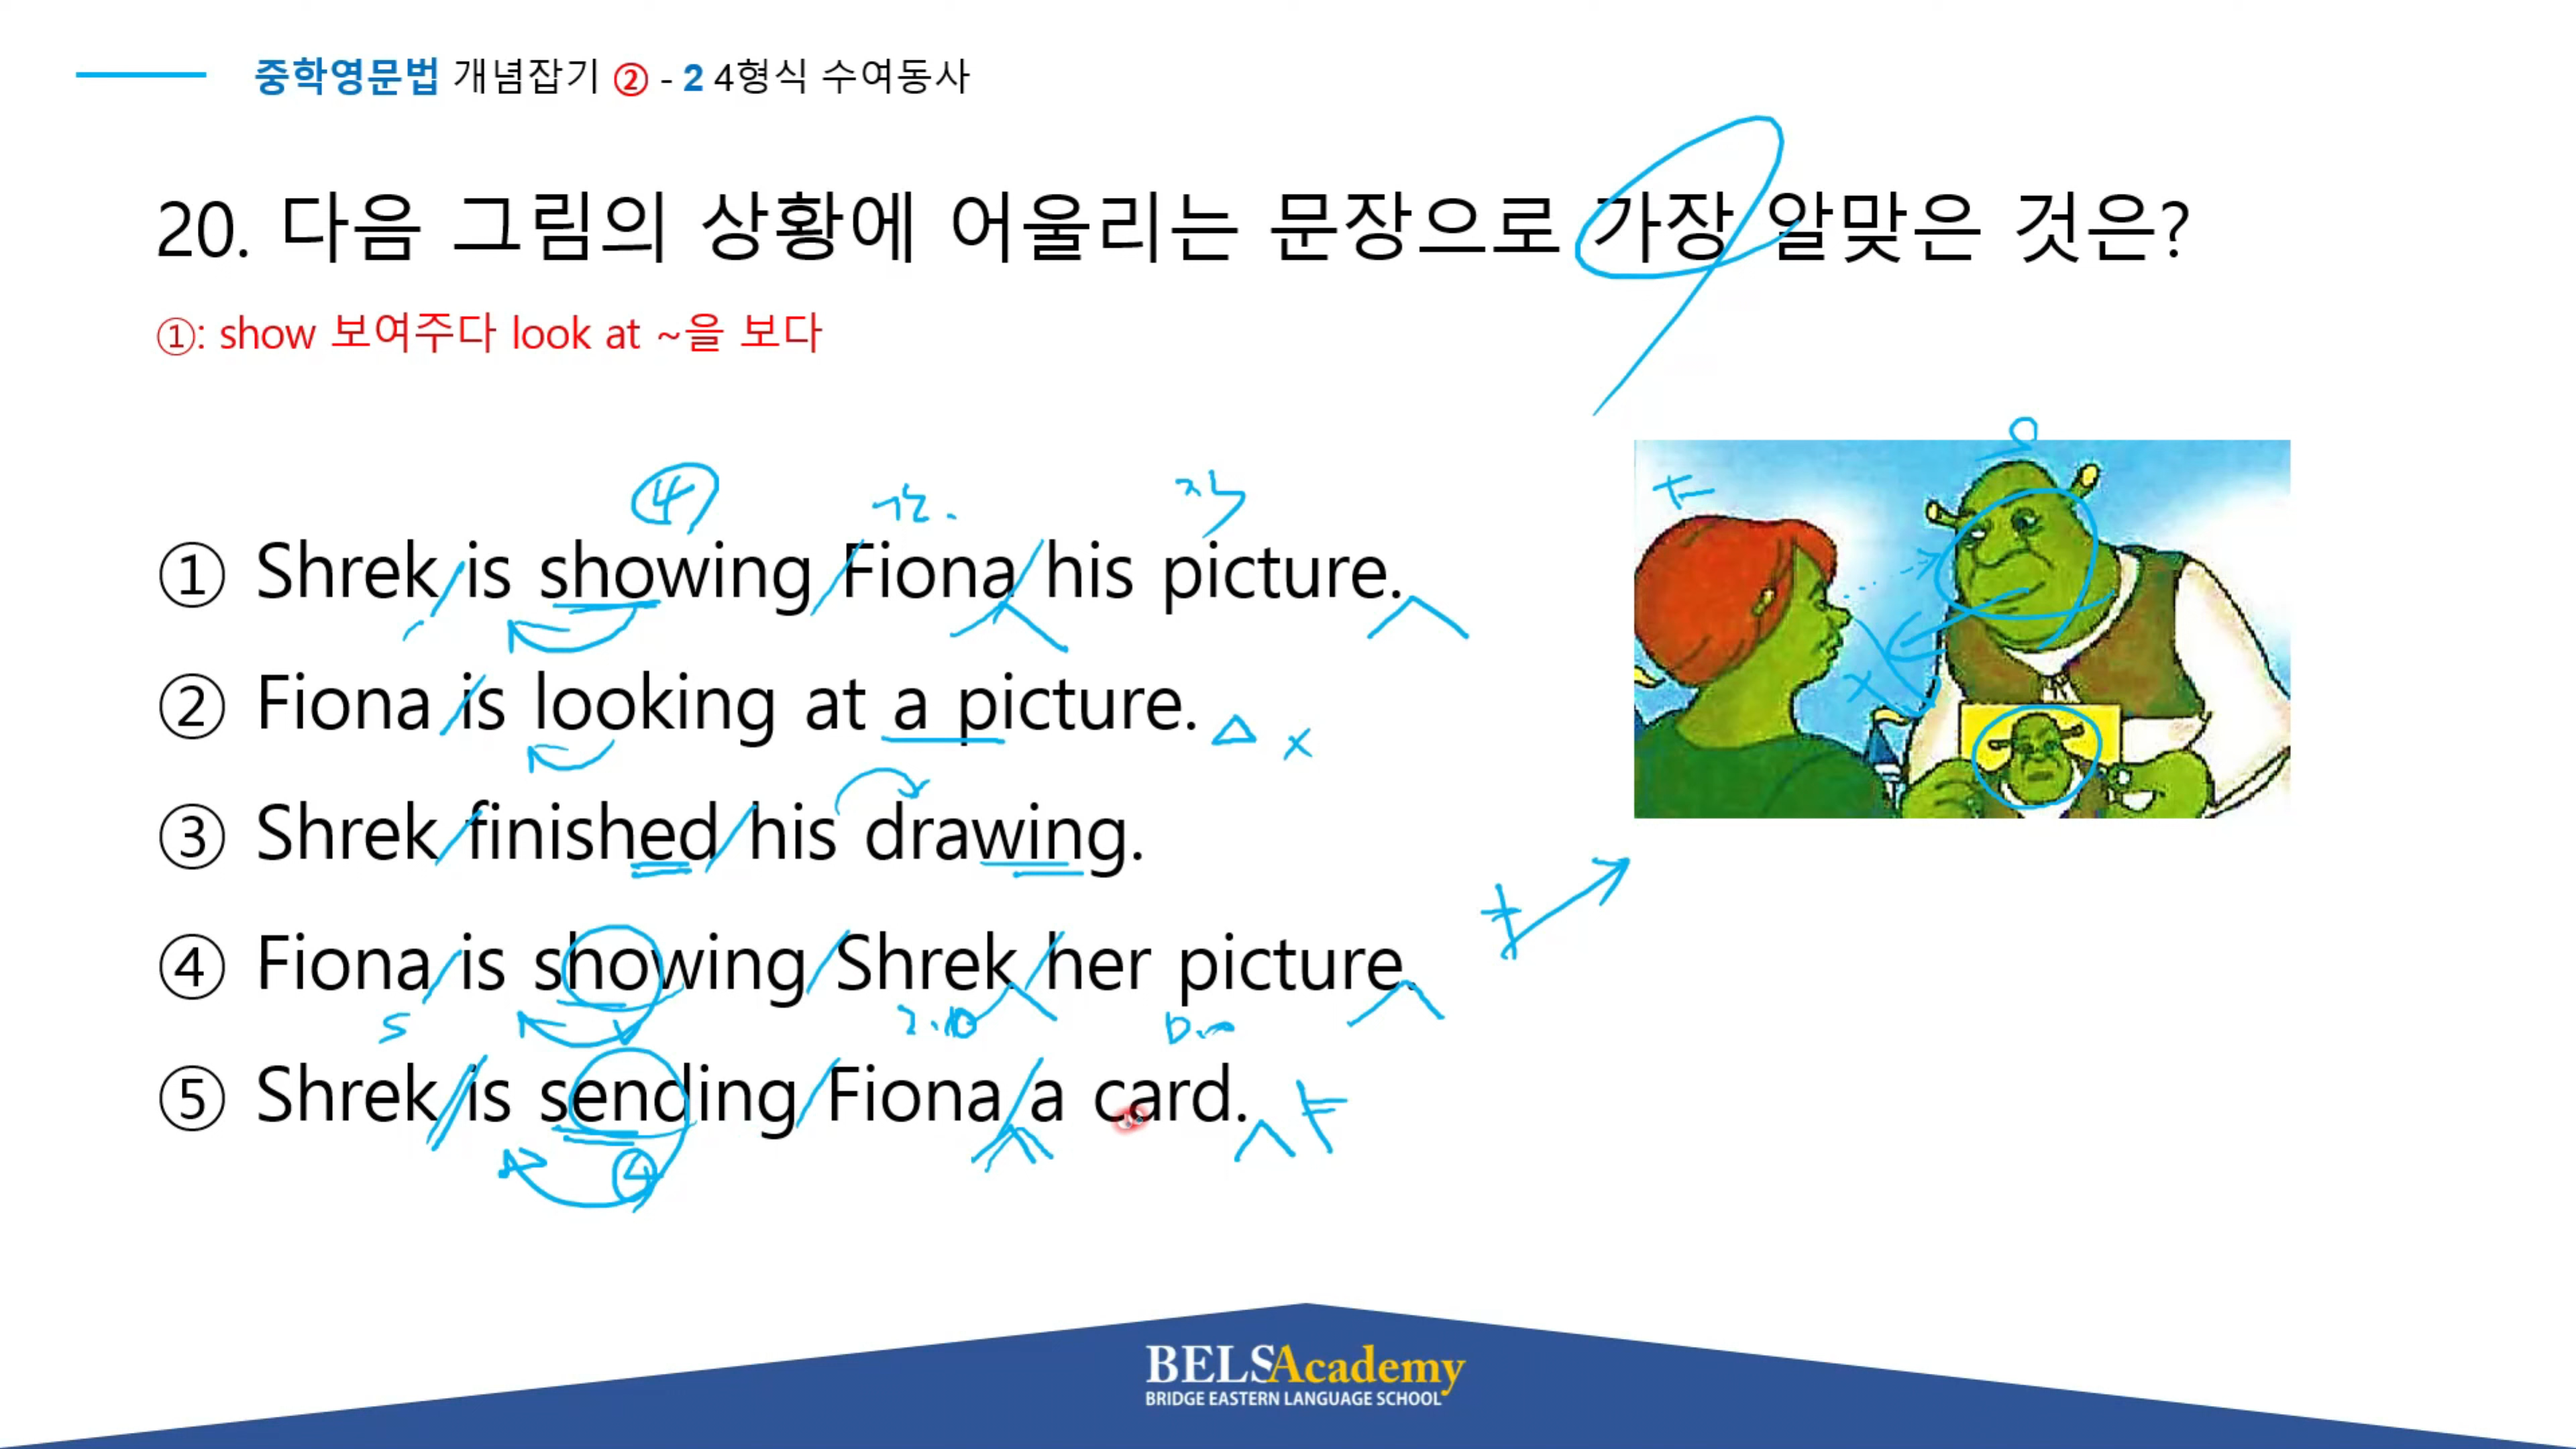 중학영문법 개념잡기 ② - 2 4형식 수여동사
20. 다음 그림의 상황에 어울리는 문장으로 가장 알맞은 것은?
①: show 보여주다 look at ~을 보다
④ 간. 직
① Shrek is showing Fiona his picture.
② Fiona is looking at a picture. △ x
③ Shrek finished his drawing.
④ Fiona is showing Shrek her picture.
S I.O D.O
⑤ Shrek is sending Fiona a card. F
④
BELSAcademy
BRIDGE EASTERN LANGUAGE SCHOOL